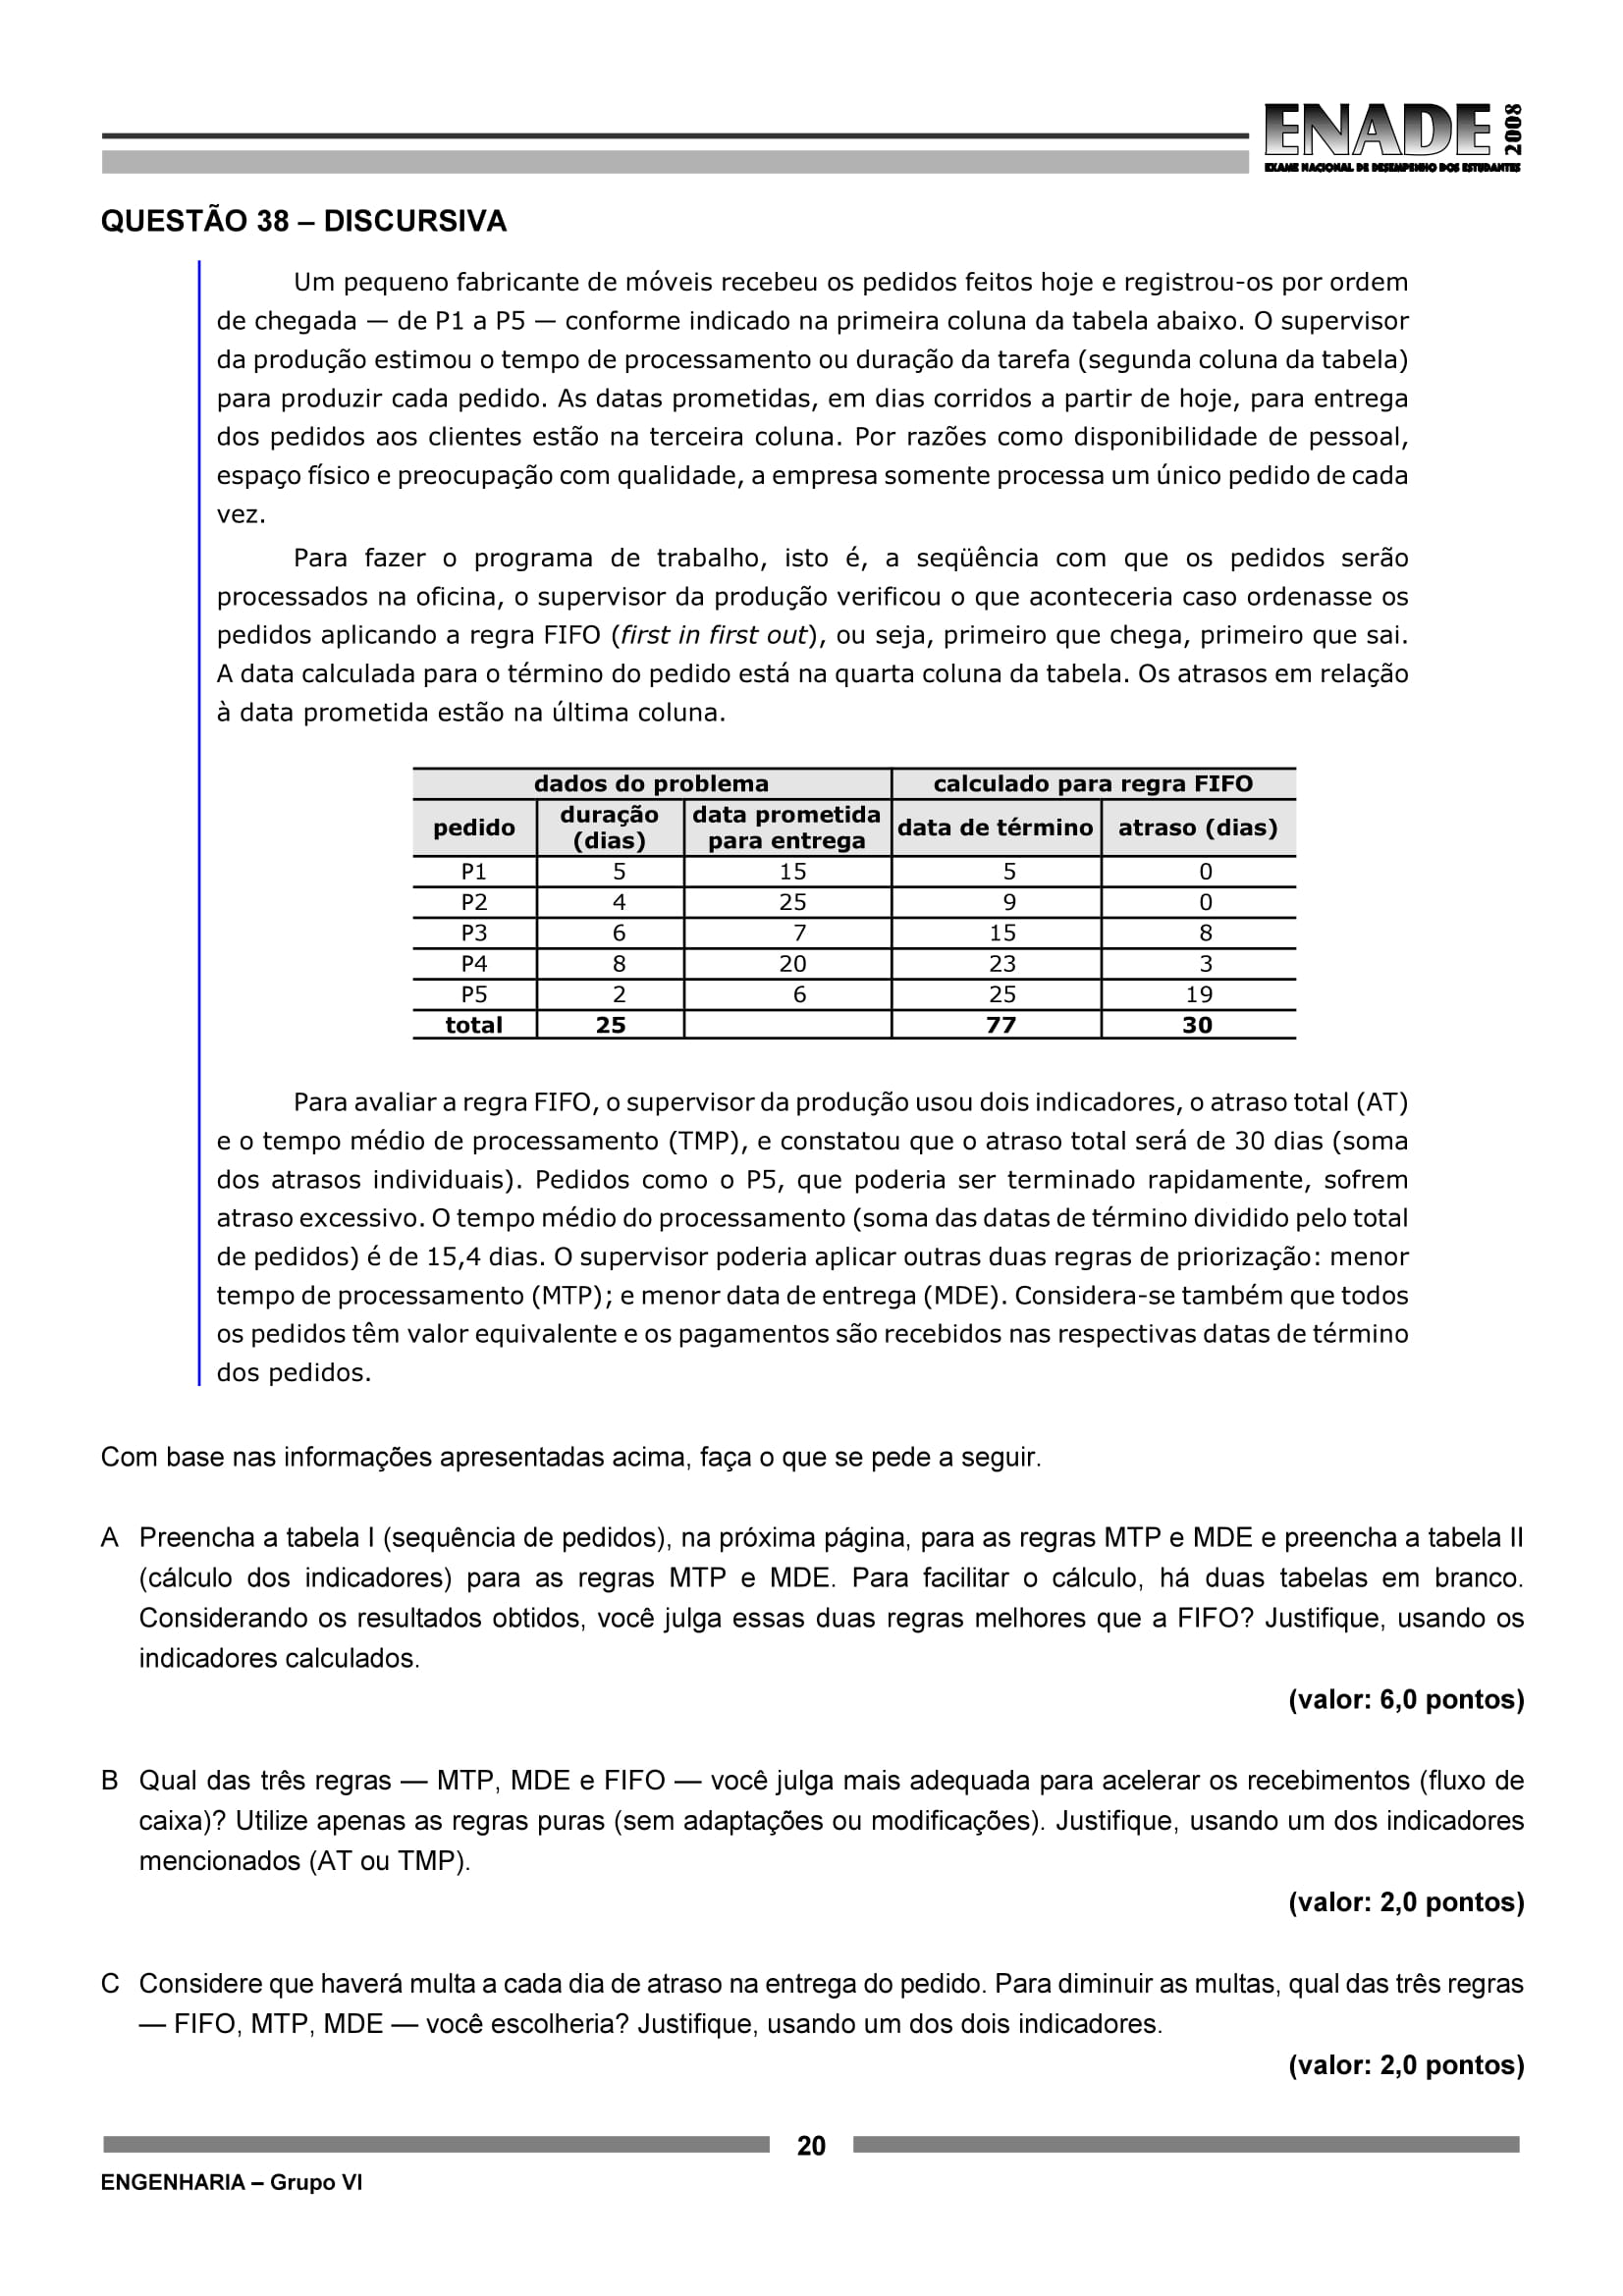 ENADE 2008
EXAME NACIONAL DE DESEMPENHO DOS ESTUDANTES
QUESTÃO 38 – DISCURSIVA
Um pequeno fabricante de móveis recebeu os pedidos feitos hoje e registrou-os por ordem
de chegada — de P1 a P5 — conforme indicado na primeira coluna da tabela abaixo. O supervisor
da produção estimou o tempo de processamento ou duração da tarefa (segunda coluna da tabela)
para produzir cada pedido. As datas prometidas, em dias corridos a partir de hoje, para entrega
dos pedidos aos clientes estão na terceira coluna. Por razões como disponibilidade de pessoal,
espaço físico e preocupação com qualidade, a empresa somente processa um único pedido de cada
vez.
Para fazer o programa de trabalho, isto é, a seqüência com que os pedidos serão
processados na oficina, o supervisor da produção verificou o que aconteceria caso ordenasse os
pedidos aplicando a regra FIFO (first in first out), ou seja, primeiro que chega, primeiro que sai.
A data calculada para o término do pedido está na quarta coluna da tabela. Os atrasos em relação
à data prometida estão na última coluna.
dados do problema calculado para regra FIFO
pedido duração (dias) data prometida para entrega data de término atraso (dias)
P1 5 15 5 0
P2 4 25 9 0
P3 6 7 15 8
P4 8 20 23 3
P5 2 6 25 19
total 25 77 30
Para avaliar a regra FIFO, o supervisor da produção usou dois indicadores, o atraso total (AT)
e o tempo médio de processamento (TMP), e constatou que o atraso total será de 30 dias (soma
dos atrasos individuais). Pedidos como o P5, que poderia ser terminado rapidamente, sofrem
atraso excessivo. O tempo médio do processamento (soma das datas de término dividido pelo total
de pedidos) é de 15,4 dias. O supervisor poderia aplicar outras duas regras de priorização: menor
tempo de processamento (MTP); e menor data de entrega (MDE). Considera-se também que todos
os pedidos têm valor equivalente e os pagamentos são recebidos nas respectivas datas de término
dos pedidos.
Com base nas informações apresentadas acima, faça o que se pede a seguir.
A Preencha a tabela I (sequência de pedidos), na próxima página, para as regras MTP e MDE e preencha a tabela II
(cálculo dos indicadores) para as regras MTP e MDE. Para facilitar o cálculo, há duas tabelas em branco.
Considerando os resultados obtidos, você julga essas duas regras melhores que a FIFO? Justifique, usando os
indicadores calculados.
(valor: 6,0 pontos)
B Qual das três regras — MTP, MDE e FIFO — você julga mais adequada para acelerar os recebimentos (fluxo de
caixa)? Utilize apenas as regras puras (sem adaptações ou modificações). Justifique, usando um dos indicadores
mencionados (AT ou TMP).
(valor: 2,0 pontos)
C Considere que haverá multa a cada dia de atraso na entrega do pedido. Para diminuir as multas, qual das três regras
— FIFO, MTP, MDE — você escolheria? Justifique, usando um dos dois indicadores.
(valor: 2,0 pontos)
20
ENGENHARIA – Grupo VI